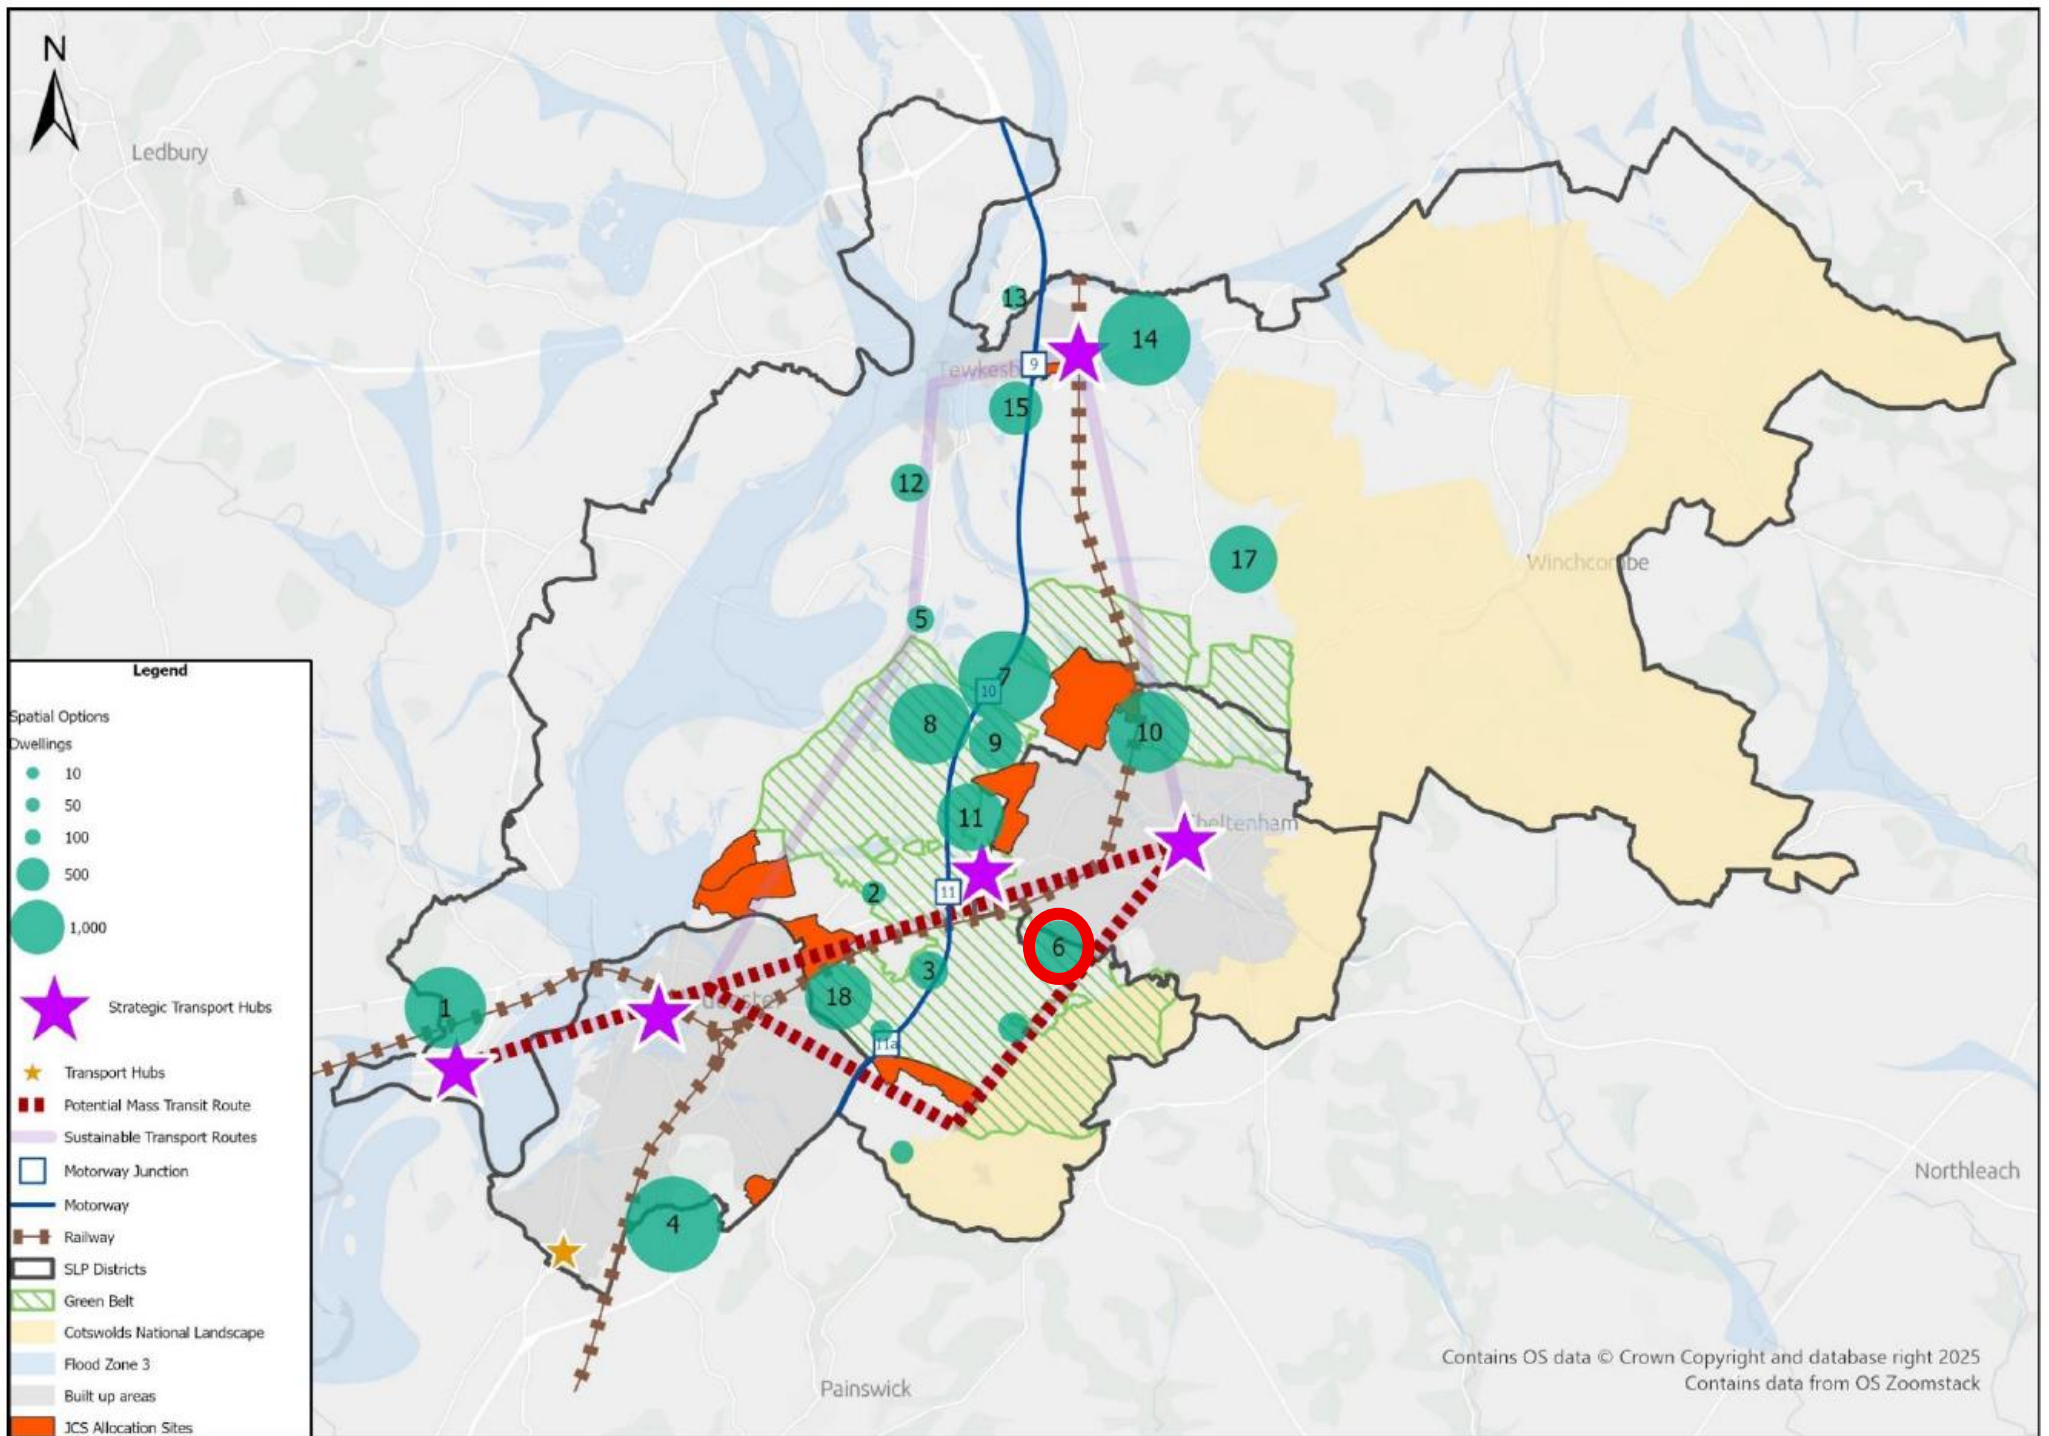 N
Ledbury
13
14
9
15
12
17
Winchcombe
5
7
10
8
9
10
11
Cheltenham
11
2
6
3
18
1
11a
4
Northleach
Painswick
Legend
Spatial Options
Dwellings
10
50
100
500
1,000
Strategic Transport Hubs
Transport Hubs
Potential Mass Transit Route
Sustainable Transport Routes
Motorway Junction
Motorway
Railway
SLP Districts
Green Belt
Cotswolds National Landscape
Flood Zone 3
Built up areas
JCS Allocation Sites
Contains OS data © Crown Copyright and database right 2025
Contains data from OS Zoomstack